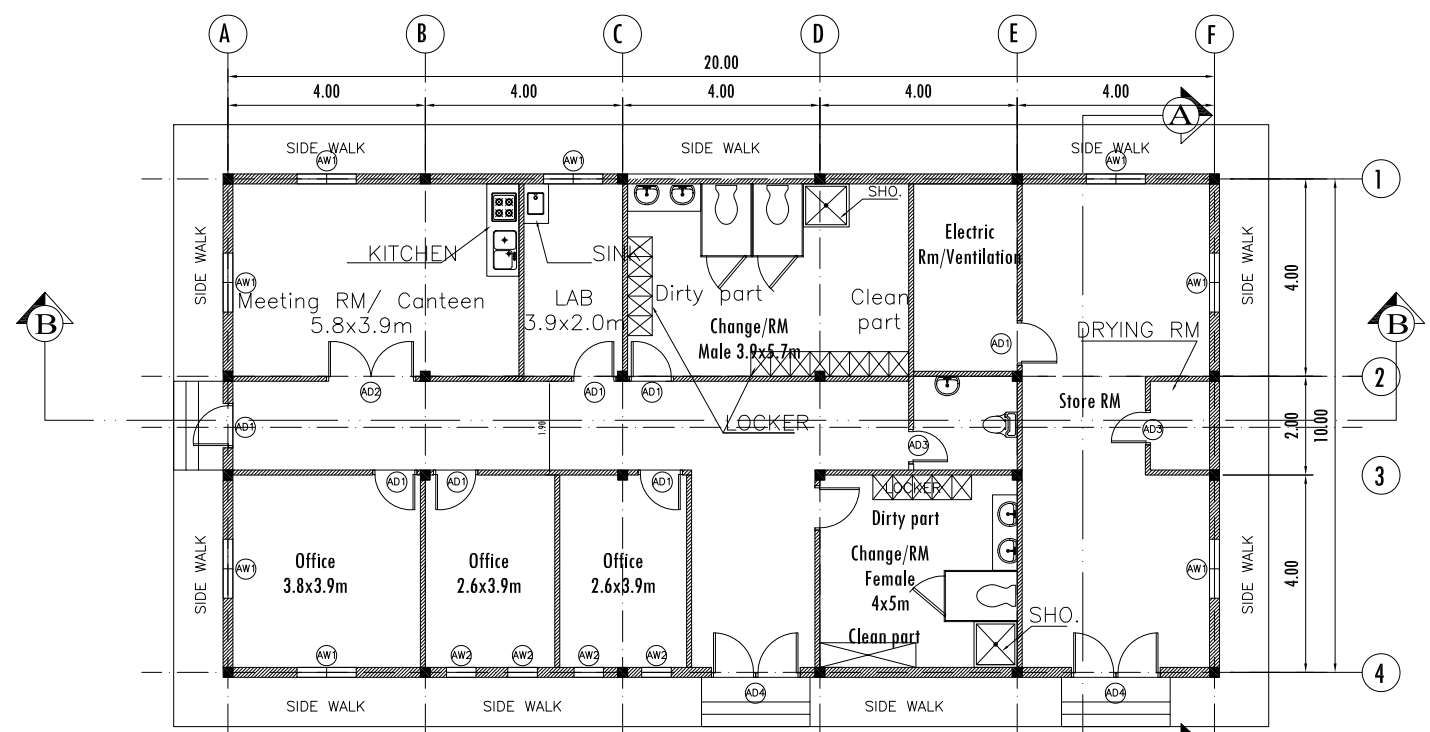 A B C D E F
20.00
4.00 4.00 4.00 4.00 4.00
A
SIDE WALK SIDE WALK SIDE WALK
AW1 AW1 AW1
1
SHO.
Electric
Rm/Ventilation
SIDE WALK
KITCHEN
SINK
SIDE WALK
4.00
AW1
Meeting RM/ Canteen
5.8x3.9m
LAB
3.9x2.0m
Dirty part
Clean
part
AW1
B
B
Change/RM
Male 3.9x5.7m
DRYING RM
AD1
2
AD2 AD1 AD1
Store RM
LOCKER
AD1
1.90
AD3
AD3
2.00
10.00
3
AD1 AD1 AD1
LOCKER
Dirty part
SIDE WALK
AW1
Office
3.8x3.9m
Office
2.6x3.9m
Office
2.6x3.9m
Change/RM
Female
4x5m
AW1
SIDE WALK
4.00
SHO.
Clean part
AW1 AW2 AW2 AW2 AW2
4
AD4 AD4
SIDE WALK SIDE WALK SIDE WALK